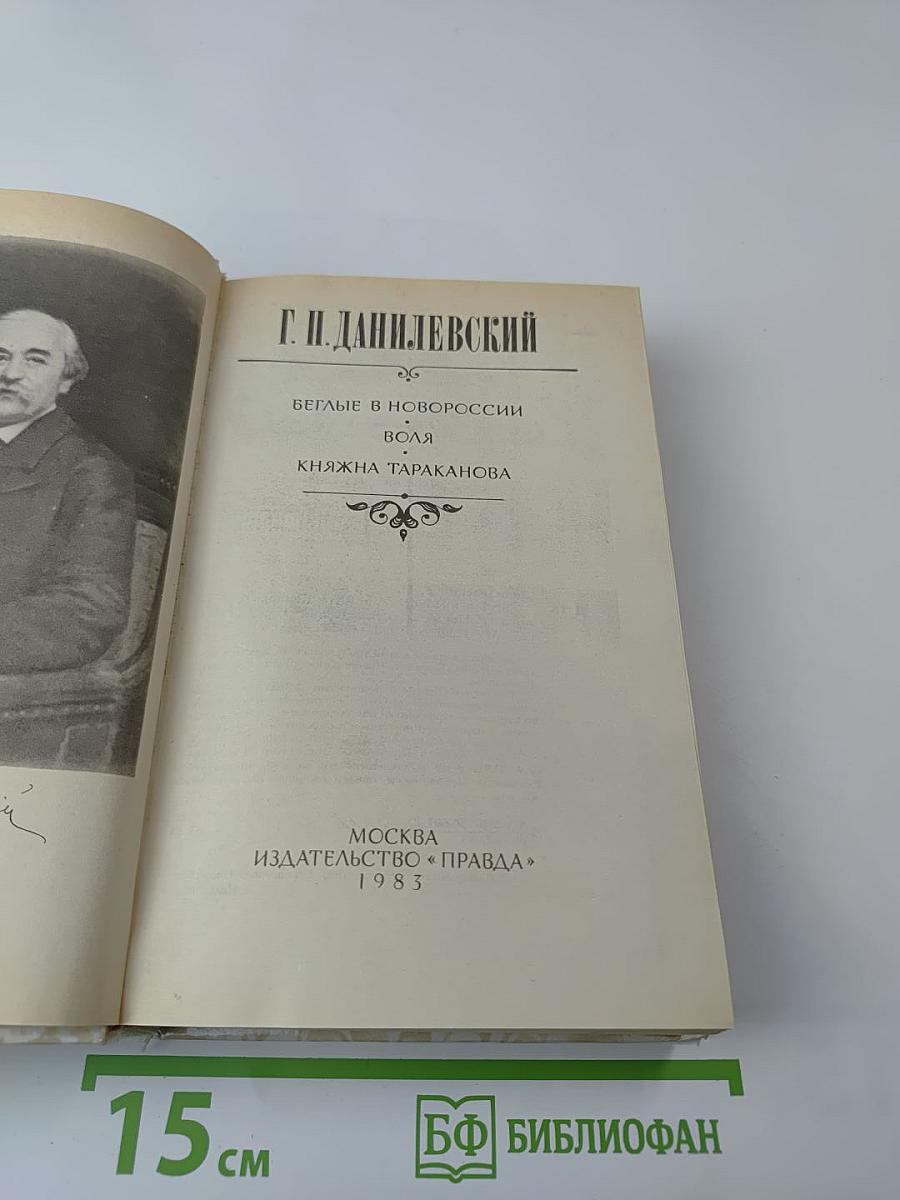 Г. П. ДАНИЛЕВСКИЙ
БЕГЛЫЕ В НОВОРОССИИ
ВОЛЯ
КНЯЖНА ТАРАКАНОВА
МОСКВА
ИЗДАТЕЛЬСТВО «ПРАВДА»
1983
15 см
БФ БИБЛИОФАН